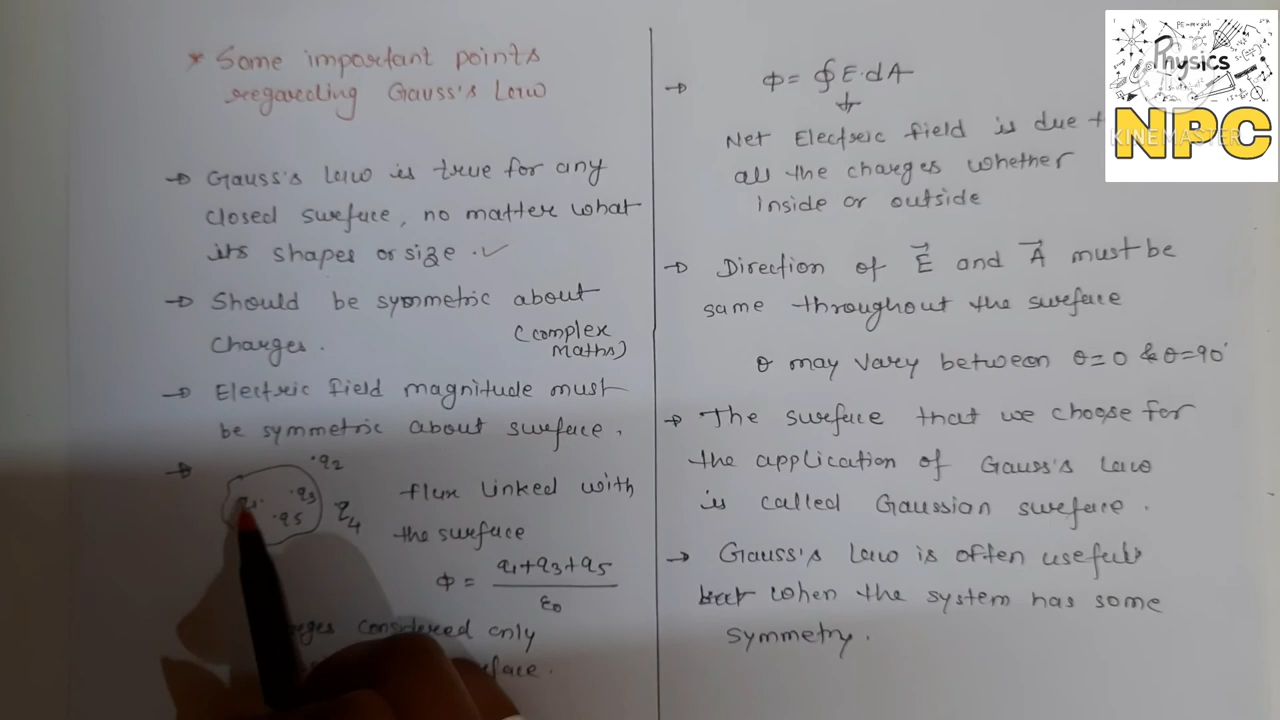 * Some important points
regarding Gauss's Law
→ Gauss's Law is true for any
closed surface, no matter what
its shapes or size. ✓
→ Should be symmetric about
charges. (complex
maths)
→ Electric field magnitude must
be symmetric about surface.
→
q2
q3
q5
q4
flux linked with
the surface
Φ = q1+q3+q5
ε0
considered only
→ Φ = ∮E.dA
Net Electric field is due
all the charges whether
inside or outside
→ Direction of E⃗ and A⃗ must be
same throughout the surface
θ may vary between θ=0 & θ=90°
→ The surface that we choose for
the application of Gauss's Law
is called Gaussian surface.
→ Gauss's Law is often useful
when the system has some
symmetry.
Physics
NPC
KINEMASTER